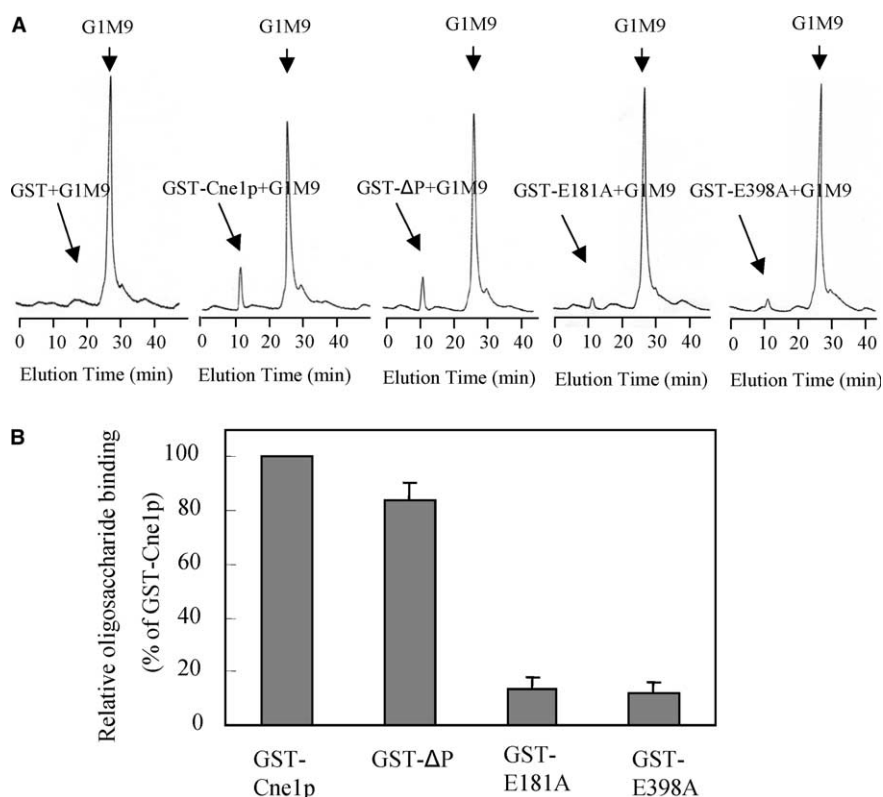 A
G1M9 G1M9 G1M9 G1M9 G1M9
GST+G1M9 GST-Cne1p+G1M9 GST-ΔP+G1M9 GST-E181A+G1M9 GST-E398A+G1M9
0 10 20 30 40 0 10 20 30 40 0 10 20 30 40 0 10 20 30 40 0 10 20 30 40
Elution Time (min) Elution Time (min) Elution Time (min) Elution Time (min) Elution Time (min)
B
Relative oligosaccharide binding
(% of GST-Cne1p)
100
80
60
40
20
0
GST- GST-ΔP GST- GST-
Cne1p E181A E398A